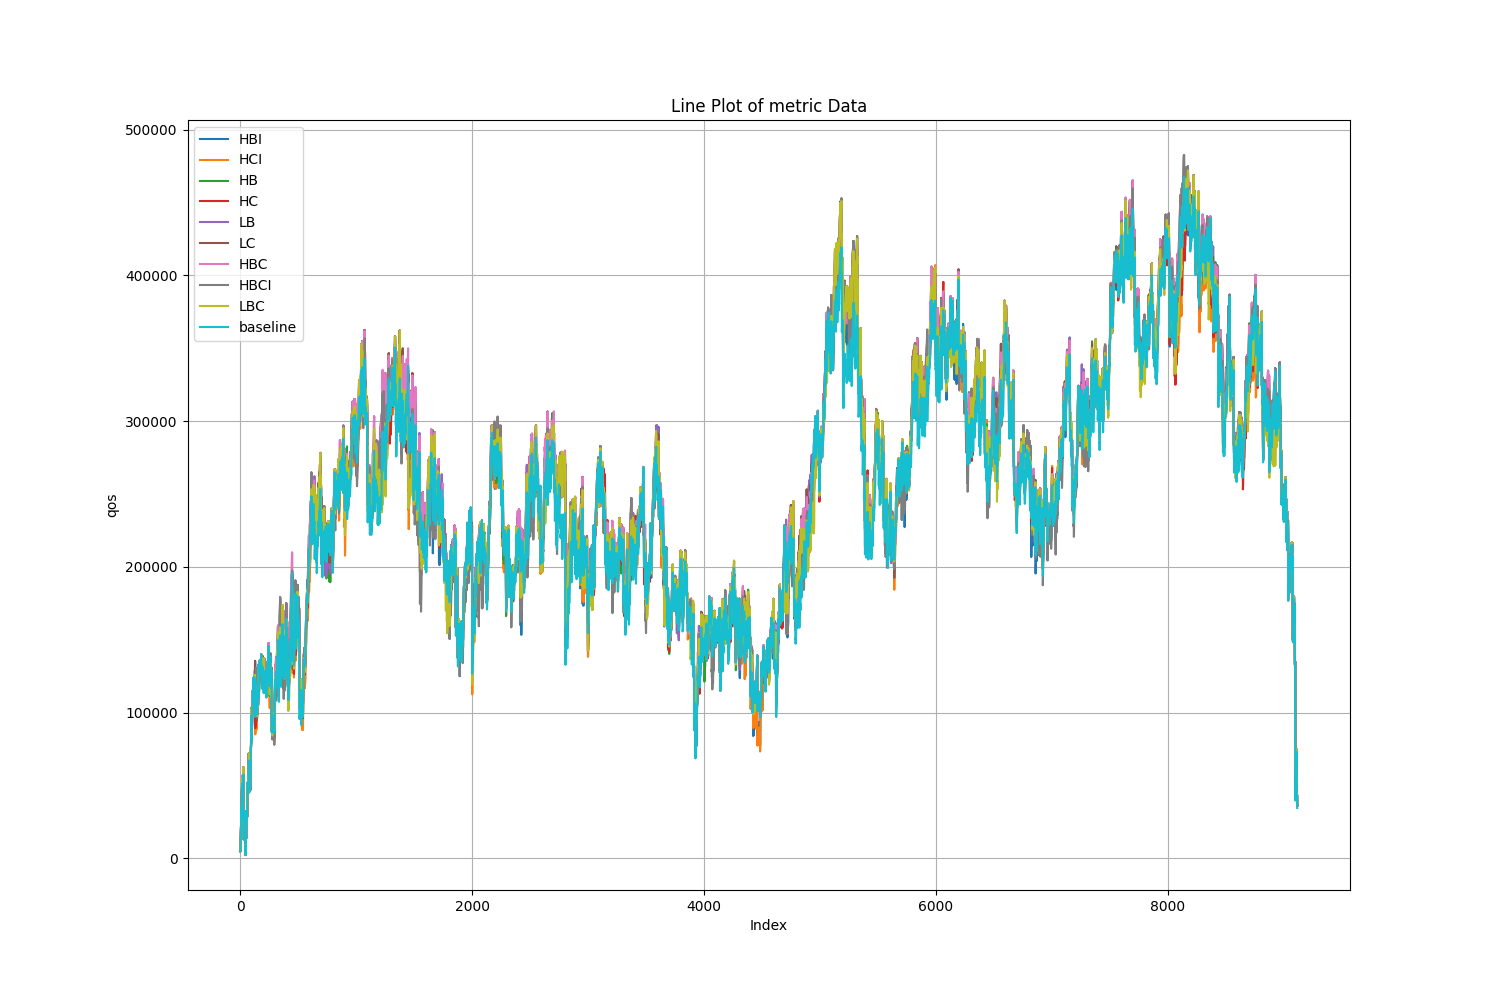 Line Plot of metric Data
500000
400000
300000
200000
100000
0
qos
HBI
HCI
HB
HC
LB
LC
HBC
HBCI
LBC
baseline
0 2000 4000 6000 8000
Index